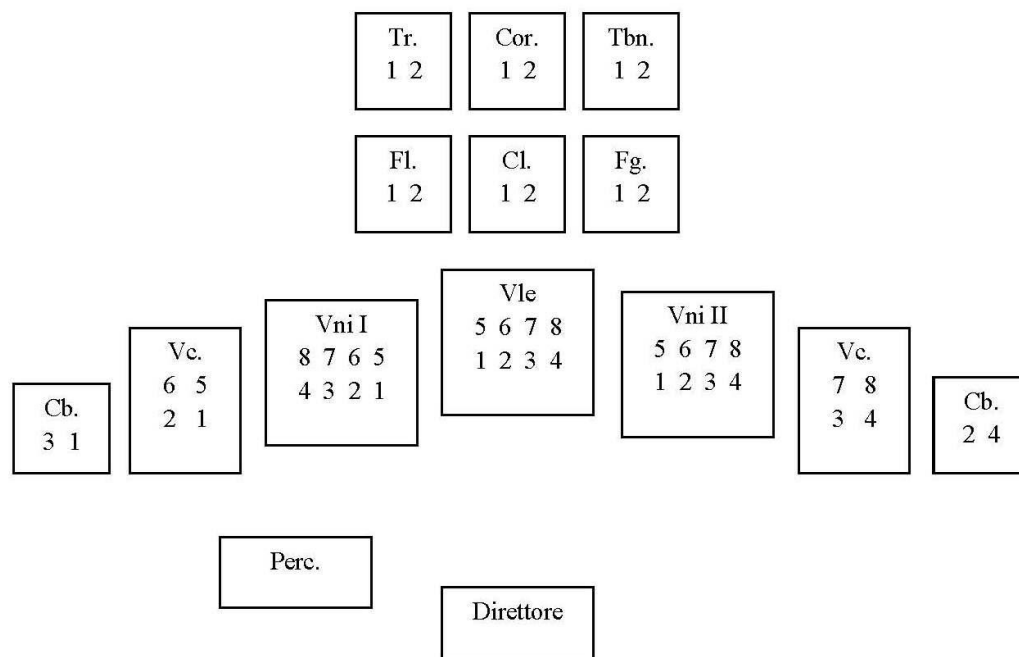 Tr.
1 2
Cor.
1 2
Tbn.
1 2
Fl.
1 2
Cl.
1 2
Fg.
1 2
Cb.
3 1
Vc.
6 5
2 1
Vni I
8 7 6 5
4 3 2 1
Vle
5 6 7 8
1 2 3 4
Vni II
5 6 7 8
1 2 3 4
Vc.
7 8
3 4
Cb.
2 4
Perc.
Direttore